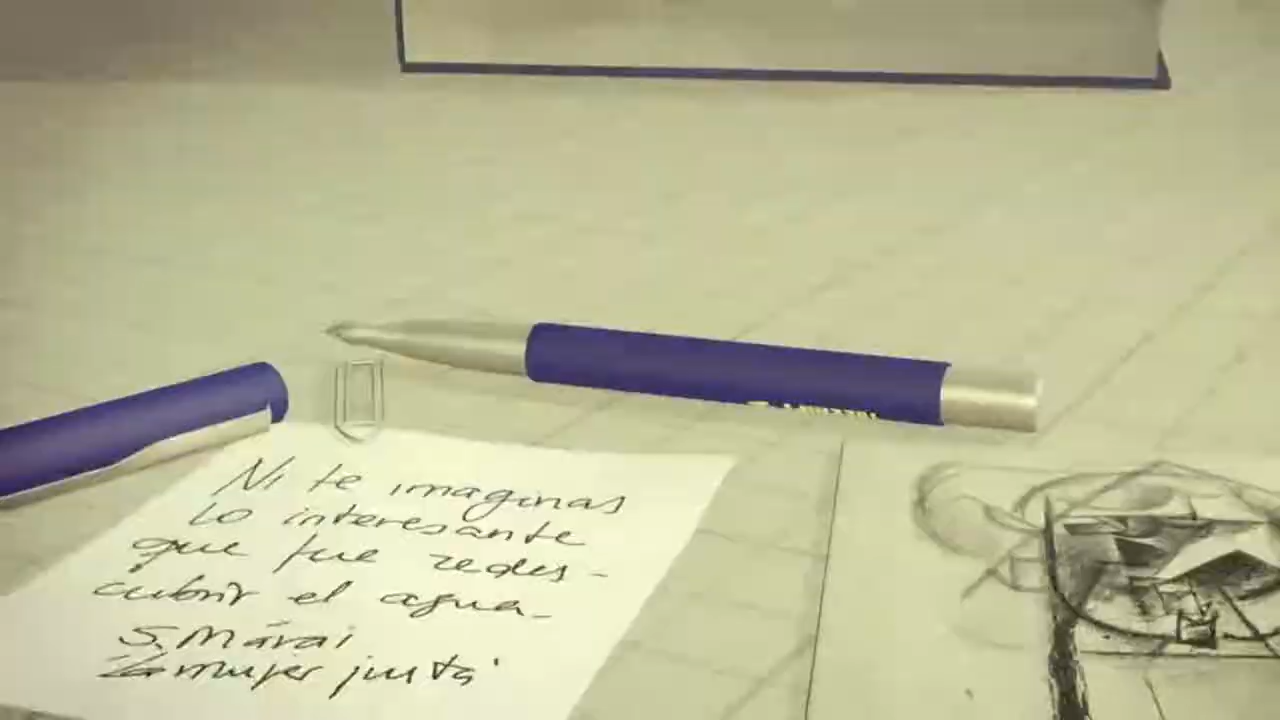 Ni te imaginas
lo interesante
que fue redes-
cubrir el agua.
S. Márai
La mujer justa